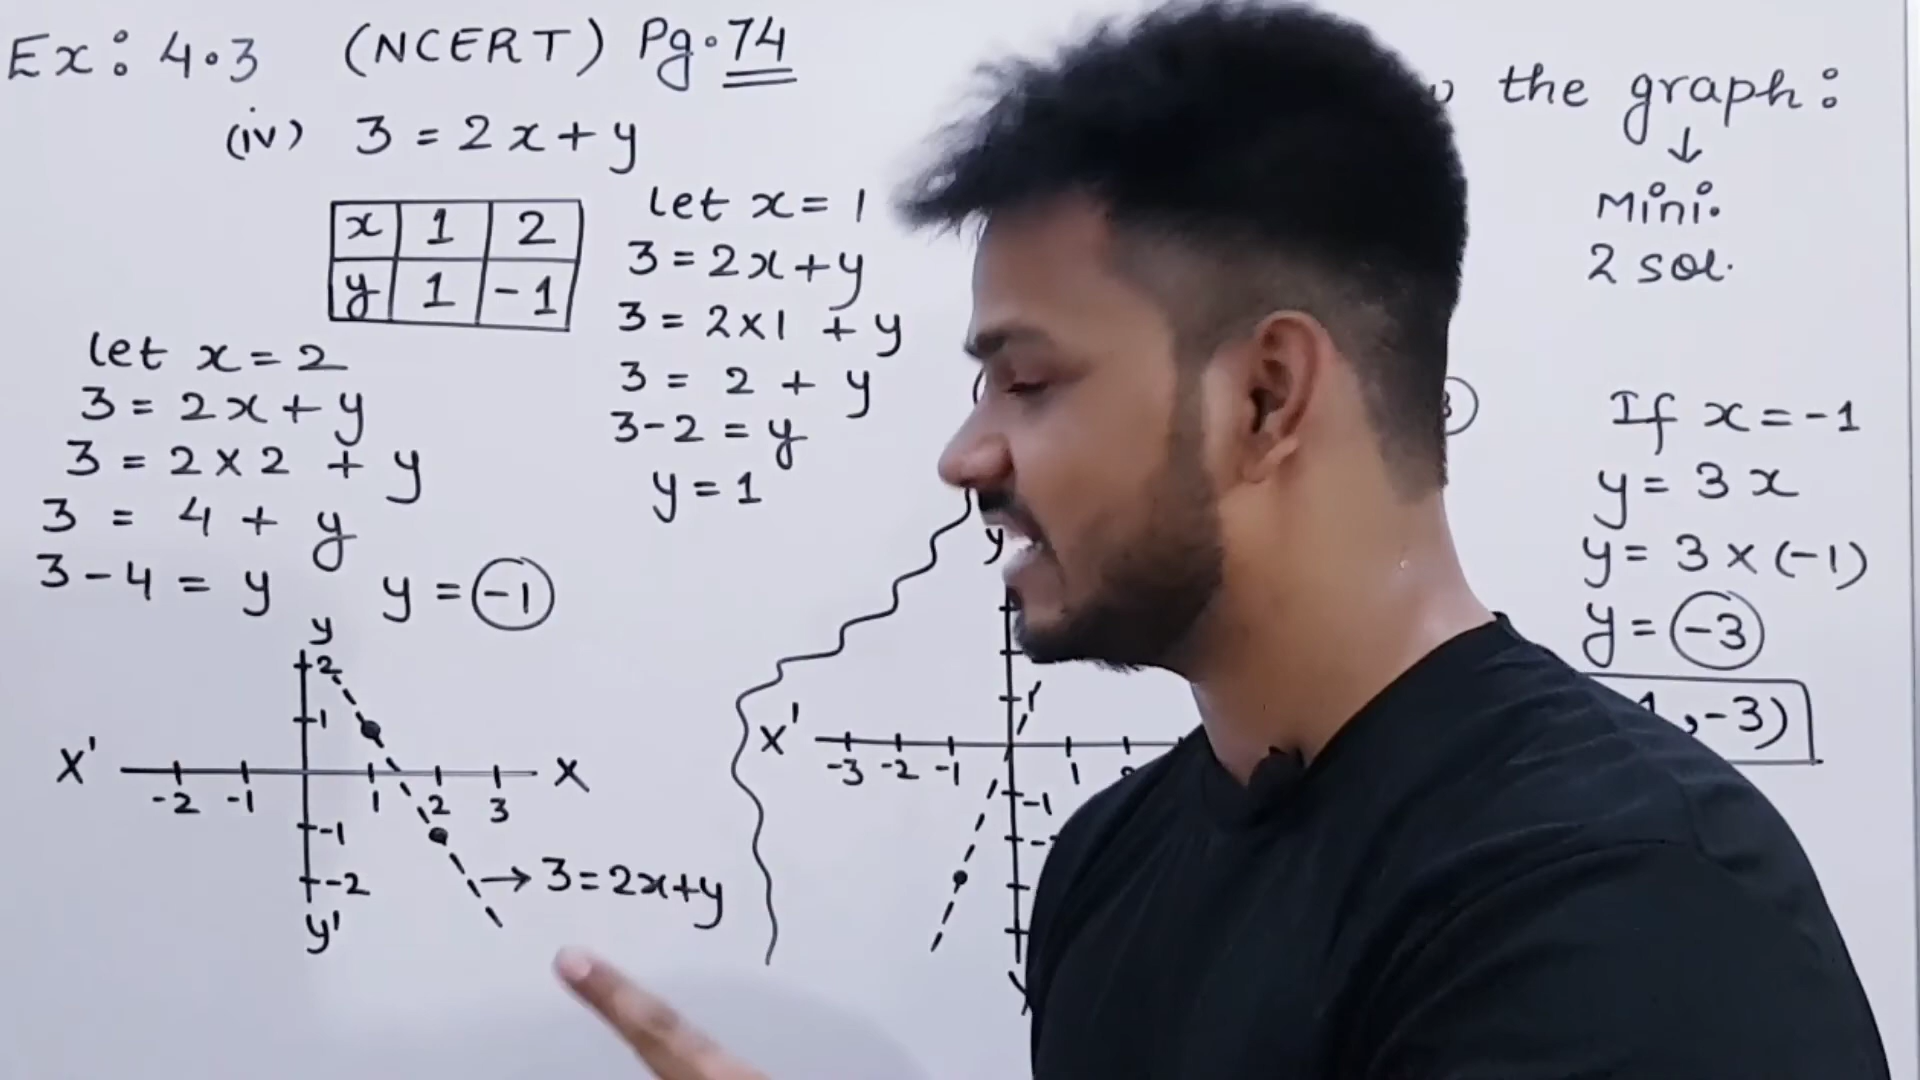 Ex: 4.3 (NCERT) Pg.74
(iv) 3 = 2x + y
x 1 2
y 1 -1
let x = 1
3 = 2x + y
3 = 2x1 + y
3 = 2 + y
3-2 = y
y = 1
let x = 2
3 = 2x + y
3 = 2 x 2 + y
3 = 4 + y
3 - 4 = y y = -1
y
2
1
X' -2 -1 1 2 3 X
-1
-2
y'
→ 3 = 2x+y
the graph:
↓
Mini.
2 sol.
If x = -1
y = 3x
y = 3 x (-1)
y = -3
, -3)
y
X' -3 -2 -1 1
-1